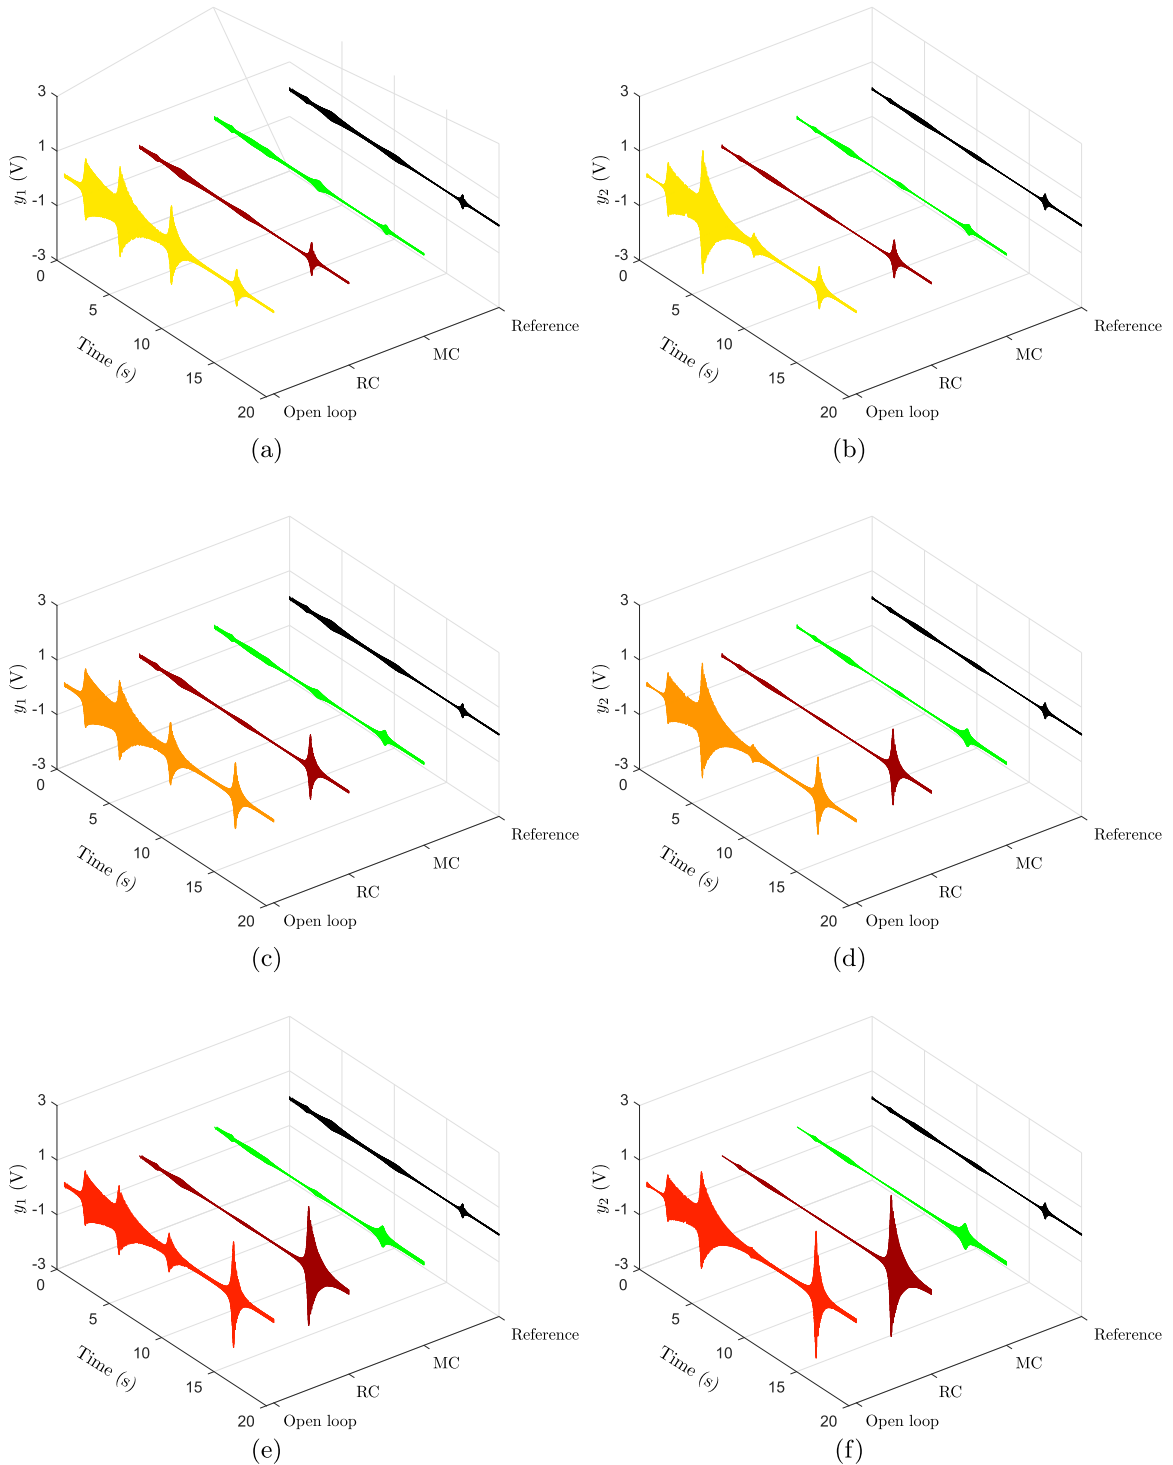 3
1
-1
-3
y₁ (V)
0
5
10
15
20
Time (s)
Open loop
RC
MC
Reference
(a)
3
1
-1
-3
y₂ (V)
0
5
10
15
20
Time (s)
Open loop
RC
MC
Reference
(b)
3
1
-1
-3
y₁ (V)
0
5
10
15
20
Time (s)
Open loop
RC
MC
Reference
(c)
3
1
-1
-3
y₂ (V)
0
5
10
15
20
Time (s)
Open loop
RC
MC
Reference
(d)
3
1
-1
-3
y₁ (V)
0
5
10
15
20
Time (s)
Open loop
RC
MC
Reference
(e)
3
1
-1
-3
y₂ (V)
0
5
10
15
20
Time (s)
Open loop
RC
MC
Reference
(f)